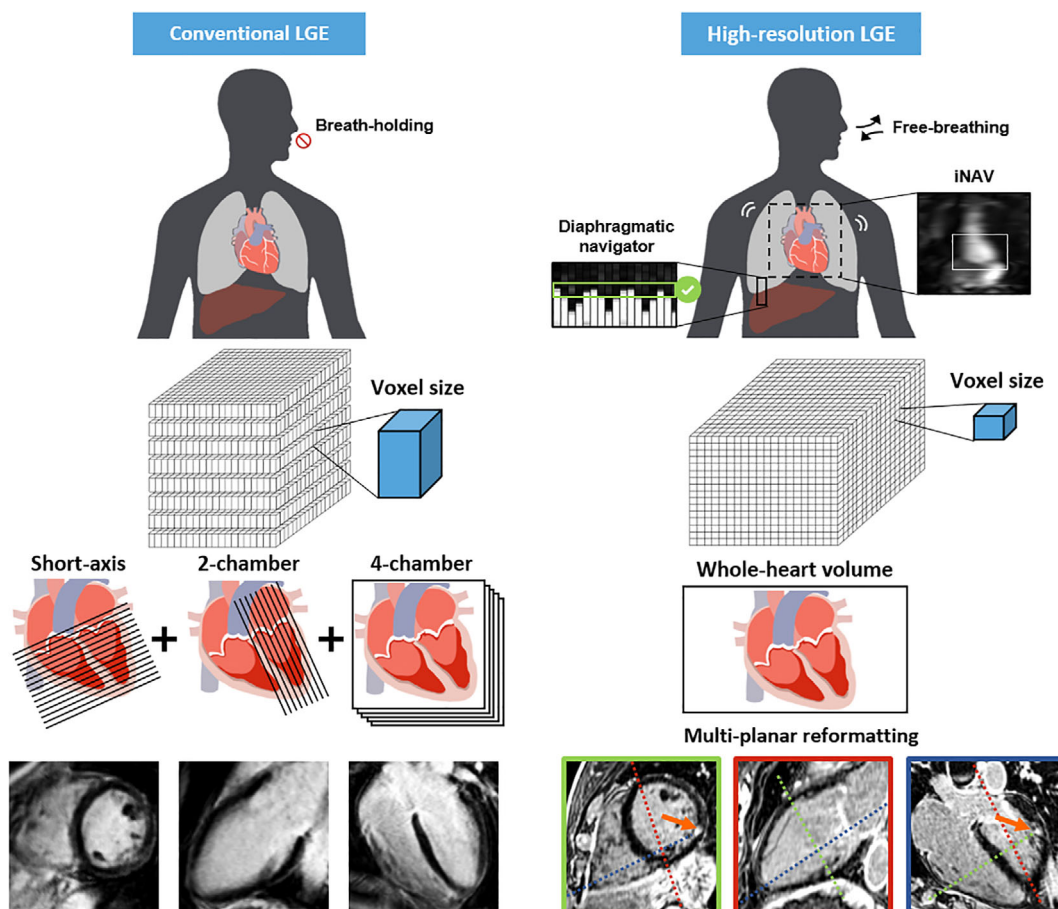 Conventional LGE
High-resolution LGE
Breath-holding
Free-breathing
iNAV
Diaphragmatic
navigator
Voxel size
Voxel size
Short-axis
2-chamber
4-chamber
+
+
Whole-heart volume
Multi-planar reformatting